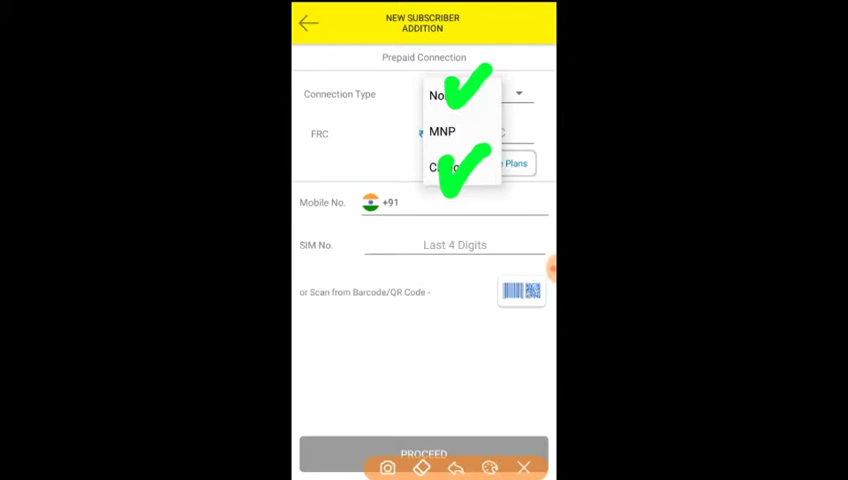 NEW SUBSCRIBER
ADDITION
Prepaid Connection
Connection Type
MNP
FRC
₹
Plans
Mobile No.
+91
SIM No.
Last 4 Digits
or Scan from Barcode/QR Code -
PROCEED